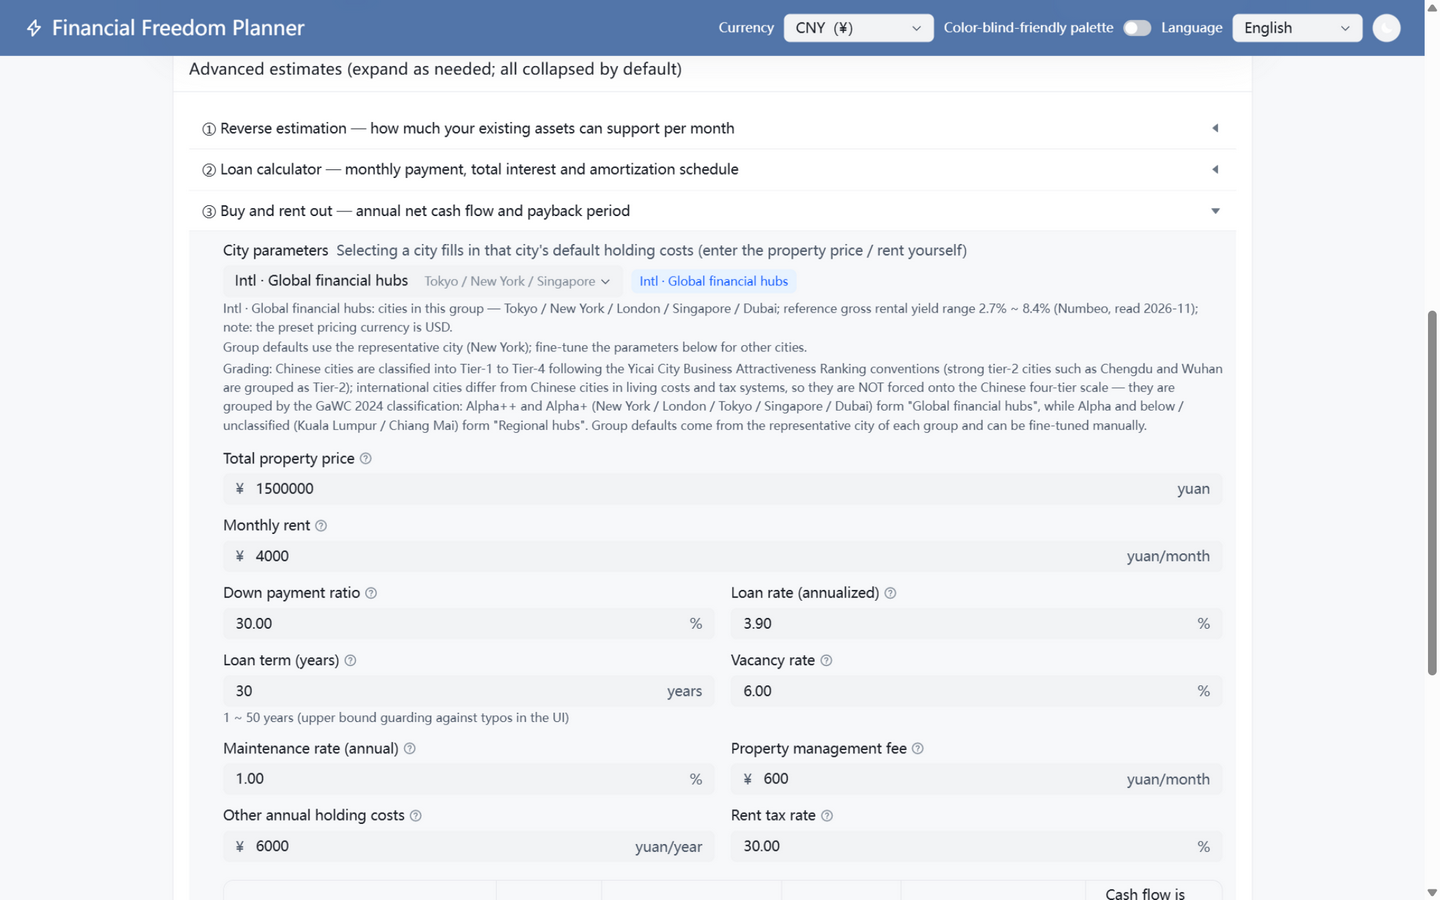 Financial Freedom Planner
Currency
CNY (¥)
Color-blind-friendly palette
Language
English
Advanced estimates (expand as needed; all collapsed by default)
① Reverse estimation — how much your existing assets can support per month
② Loan calculator — monthly payment, total interest and amortization schedule
③ Buy and rent out — annual net cash flow and payback period
City parameters Selecting a city fills in that city's default holding costs (enter the property price / rent yourself)
Intl · Global financial hubs Tokyo / New York / Singapore
Intl · Global financial hubs
Intl · Global financial hubs: cities in this group — Tokyo / New York / London / Singapore / Dubai; reference gross rental yield range 2.7% ~ 8.4% (Numbeo, read 2026-11);
note: the preset pricing currency is USD.
Group defaults use the representative city (New York); fine-tune the parameters below for other cities.
Grading: Chinese cities are classified into Tier-1 to Tier-4 following the Yicai City Business Attractiveness Ranking conventions (strong tier-2 cities such as Chengdu and Wuhan
are grouped as Tier-2); international cities differ from Chinese cities in living costs and tax systems, so they are NOT forced onto the Chinese four-tier scale — they are
grouped by the GaWC 2024 classification: Alpha++ and Alpha+ (New York / London / Tokyo / Singapore / Dubai) form "Global financial hubs", while Alpha and below /
unclassified (Kuala Lumpur / Chiang Mai) form "Regional hubs". Group defaults come from the representative city of each group and can be fine-tuned manually.
Total property price ?
¥ 1500000 yuan
Monthly rent ?
¥ 4000 yuan/month
Down payment ratio ?
30.00 %
Loan rate (annualized) ?
3.90 %
Loan term (years) ?
30 years
1 ~ 50 years (upper bound guarding against typos in the UI)
Vacancy rate ?
6.00 %
Maintenance rate (annual) ?
1.00 %
Property management fee ?
¥ 600 yuan/month
Other annual holding costs ?
¥ 6000 yuan/year
Rent tax rate ?
30.00 %
Cash flow is